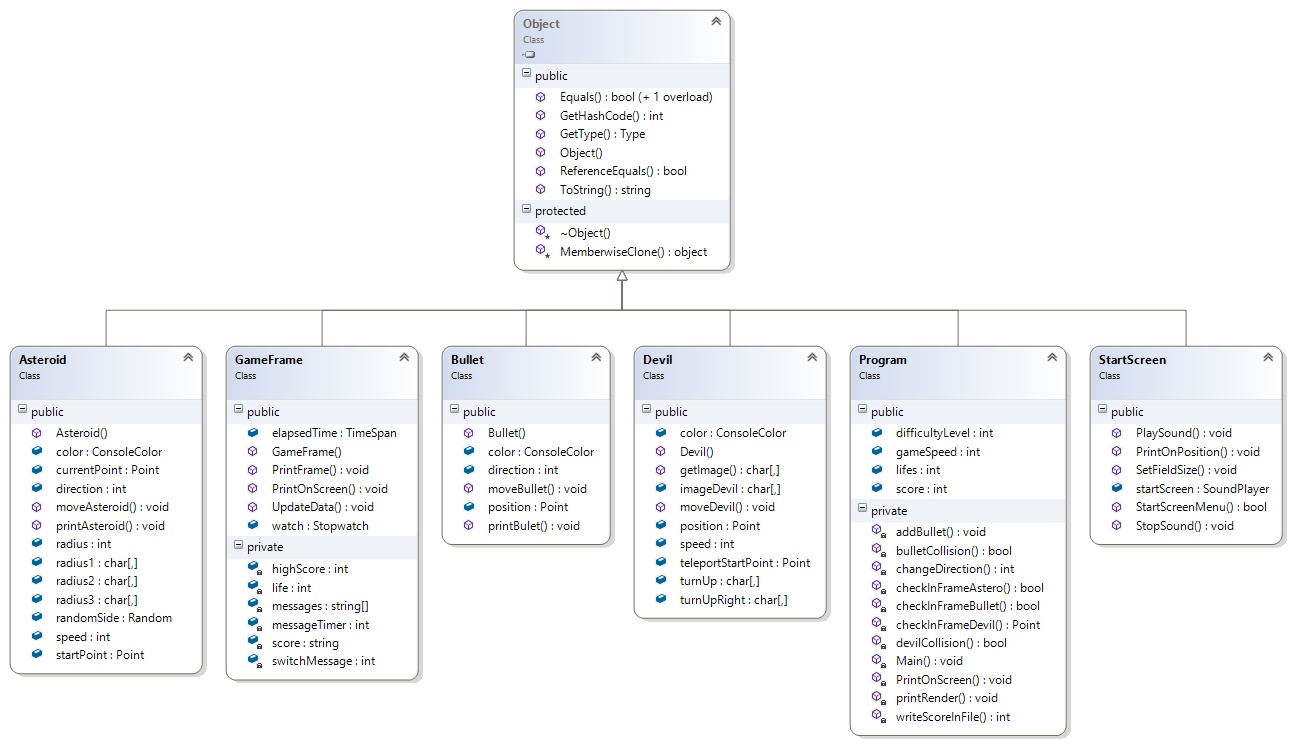 Object
Class
public
Equals() : bool (+ 1 overload)
GetHashCode() : int
GetType() : Type
Object()
ReferenceEquals() : bool
ToString() : string
protected
~Object()
MemberwiseClone() : object
Asteroid
Class
public
Asteroid()
color : ConsoleColor
currentPoint : Point
direction : int
moveAsteroid() : void
printAsteroid() : void
radius : int
radius1 : char[,]
radius2 : char[,]
radius3 : char[,]
randomSide : Random
speed : int
startPoint : Point
GameFrame
Class
public
elapsedTime : TimeSpan
GameFrame()
PrintFrame() : void
PrintOnScreen() : void
UpdateData() : void
watch : Stopwatch
private
highScore : int
life : int
messages : string[]
messageTimer : int
score : string
switchMessage : int
Bullet
Class
public
Bullet()
color : ConsoleColor
direction : int
moveBullet() : void
position : Point
printBulet() : void
Devil
Class
public
color : ConsoleColor
Devil()
getImage() : char[,]
imageDevil : char[,]
moveDevil() : void
position : Point
speed : int
teleportStartPoint : Point
turnUp : char[,]
turnUpRight : char[,]
Program
Class
public
difficultyLevel : int
gameSpeed : int
lifes : int
score : int
private
addBullet() : void
bulletCollision() : bool
changeDirection() : int
checkInFrameAstero() : bool
checkInFrameBullet() : bool
checkInFrameDevil() : Point
devilCollision() : bool
Main() : void
PrintOnScreen() : void
printRender() : void
writeScoreInFile() : int
StartScreen
Class
public
PlaySound() : void
PrintOnPosition() : void
SetFieldSize() : void
startScreen : SoundPlayer
StartScreenMenu() : bool
StopSound() : void